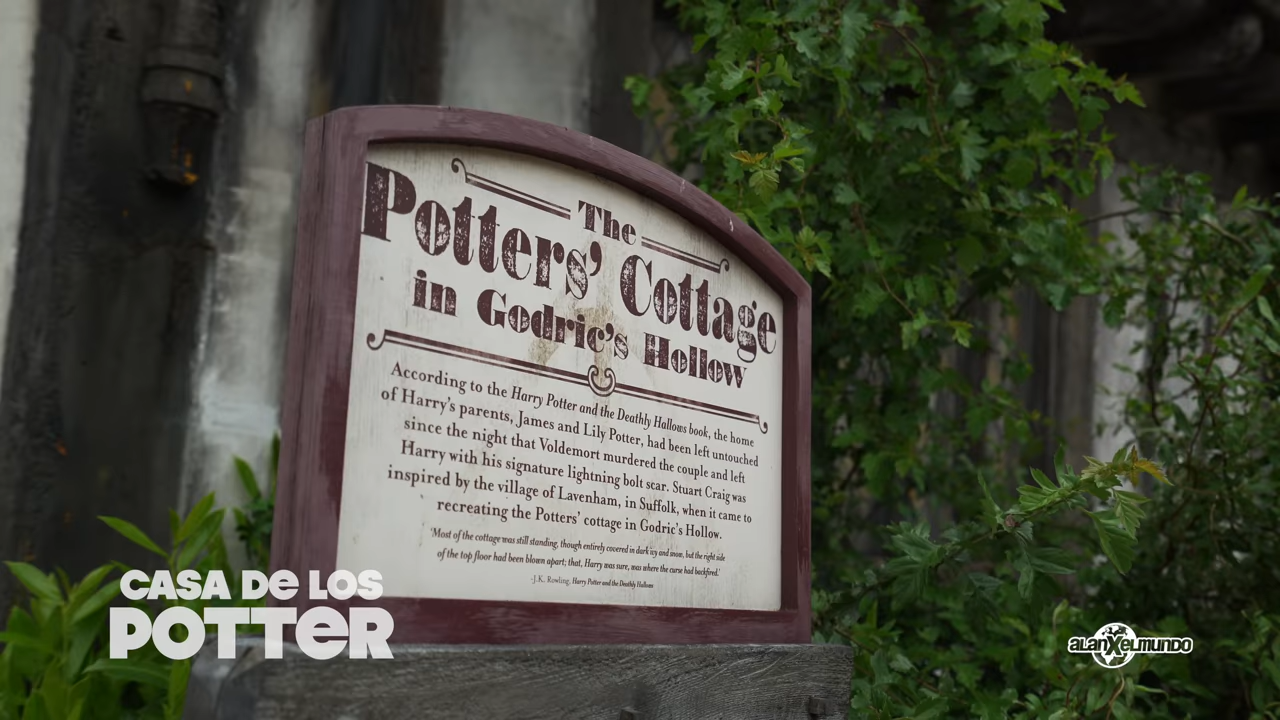 The
Potters' Cottage
in Godric's Hollow
According to the Harry Potter and the Deathly Hallows book, the home
of Harry's parents, James and Lily Potter, had been left untouched
since the night that Voldemort murdered the couple and left
Harry with his signature lightning bolt scar. Stuart Craig was
inspired by the village of Lavenham, in Suffolk, when it came to
recreating the Potters' cottage in Godric's Hollow.
'Most of the cottage was still standing, though entirely covered in dark ivy and snow, but the right side
of the top floor had been blown apart; that, Harry was sure, was where the curse had backfired.'
-J.K. Rowling, Harry Potter and the Deathly Hallows
CASA De LOS
POTTeR
alanxelmundo